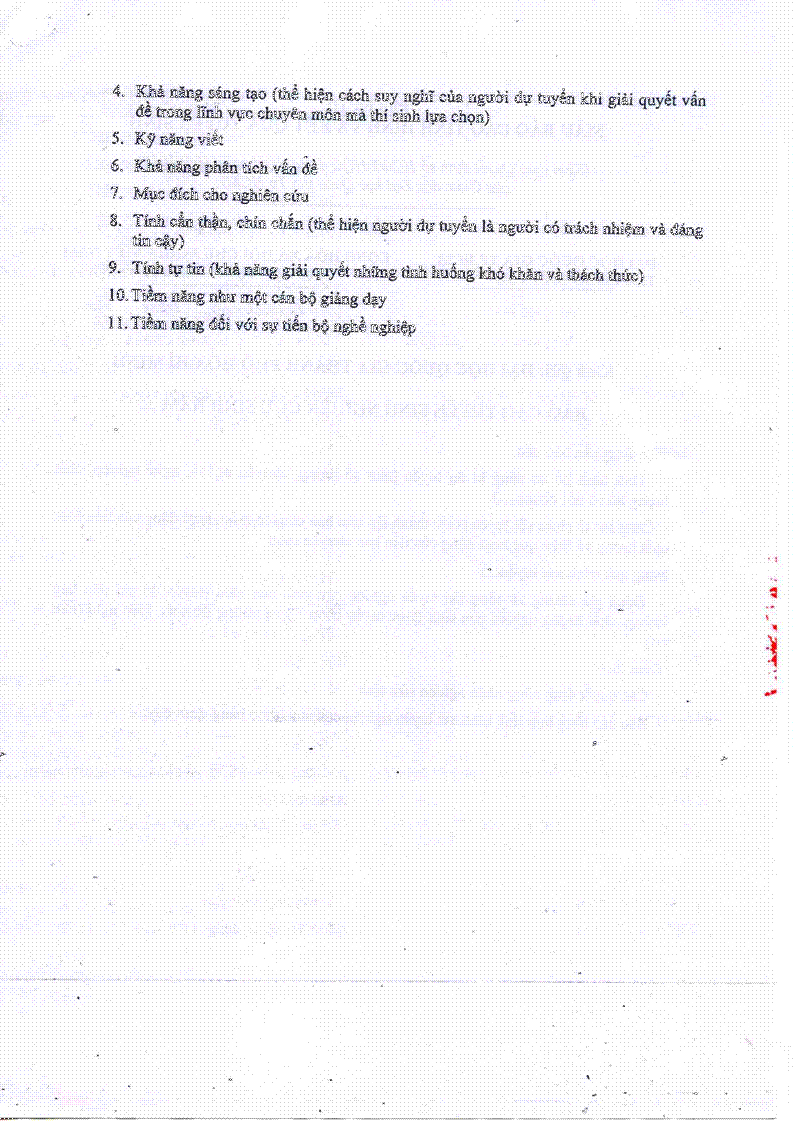 4. Khả năng sáng tạo (thể hiện cách suy nghĩ của người dự tuyển khi giải quyết vấn
đề trong lĩnh vực chuyên môn mà thí sinh lựa chọn)
5. Kỹ năng viết
6. Khả năng phân tích vấn đề
7. Mục đích cho nghiên cứu
8. Tính cẩn thận, chín chắn (thể hiện người dự tuyển là người có trách nhiệm và đáng
tin cậy)
9. Tính tự tin (khả năng giải quyết những tình huống khó khăn và thách thức)
10. Tiềm năng như một cán bộ giảng dạy
11. Tiềm năng đối với sự tiến bộ nghề nghiệp